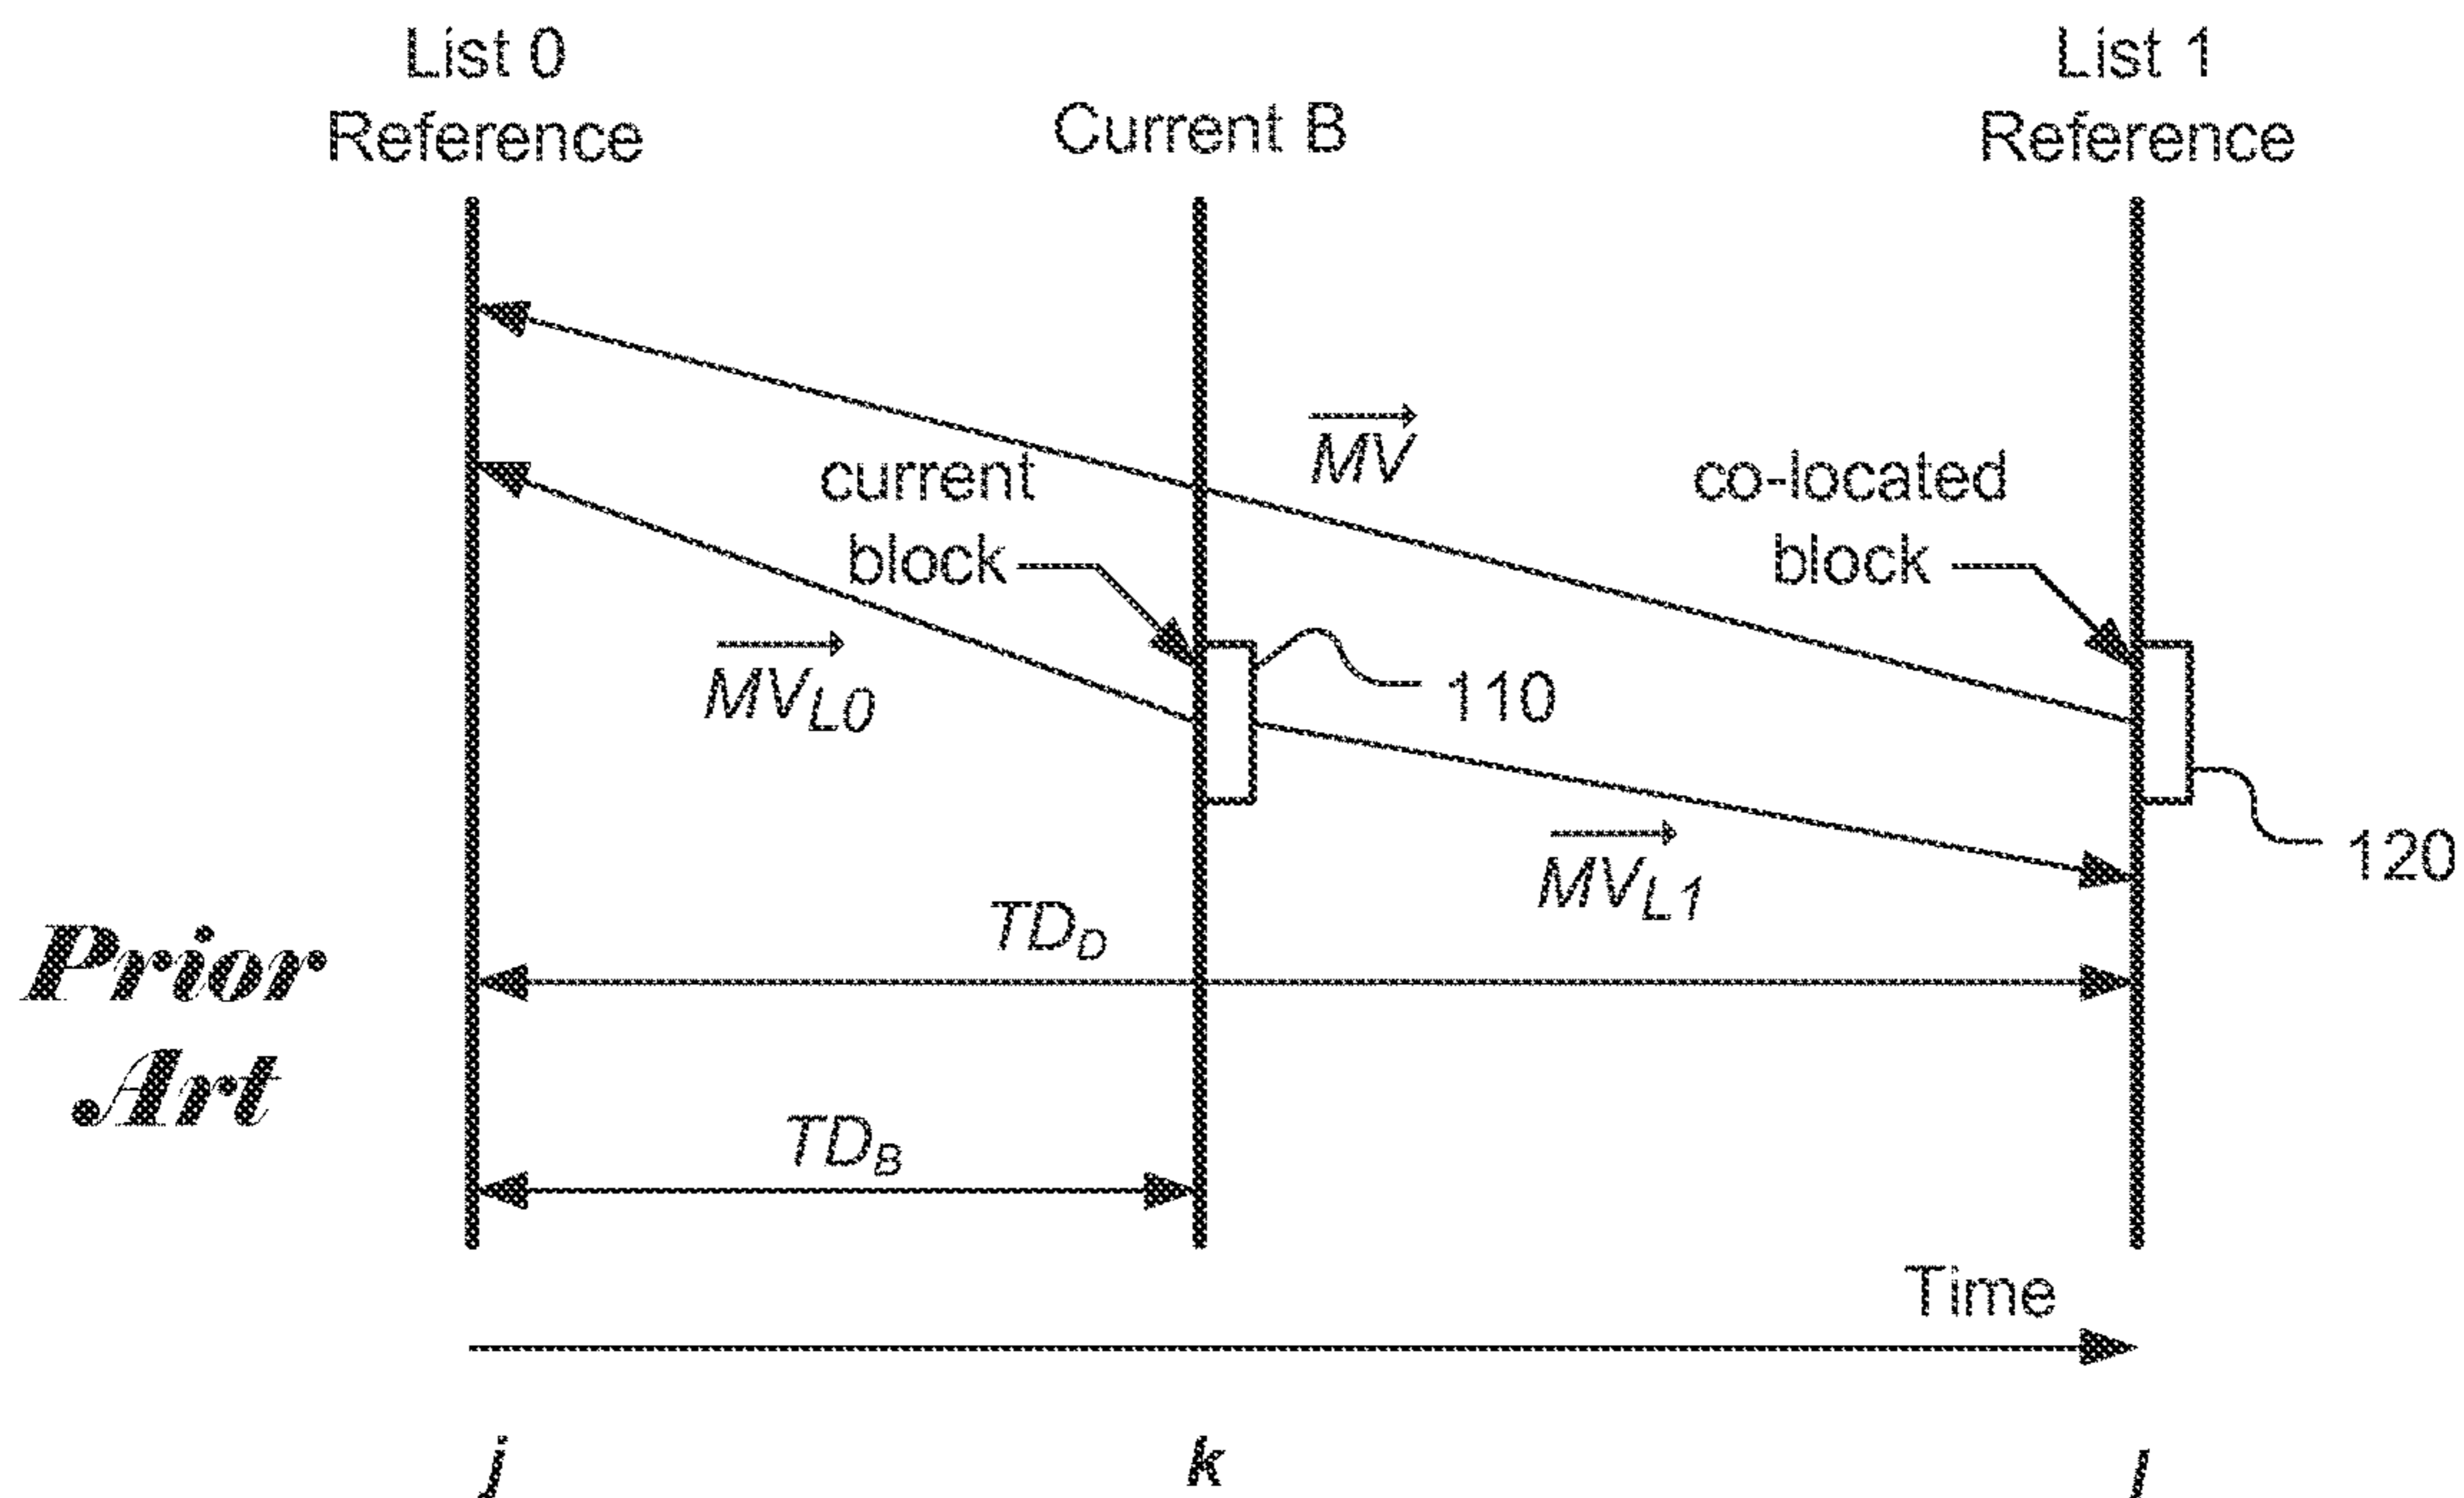 List 0
Reference
Current B
List 1
Reference
MV
current
block
co-located
block
MVL0
110
MVL1
120
TDD
Prior
Art
TDB
Time
j
k
l